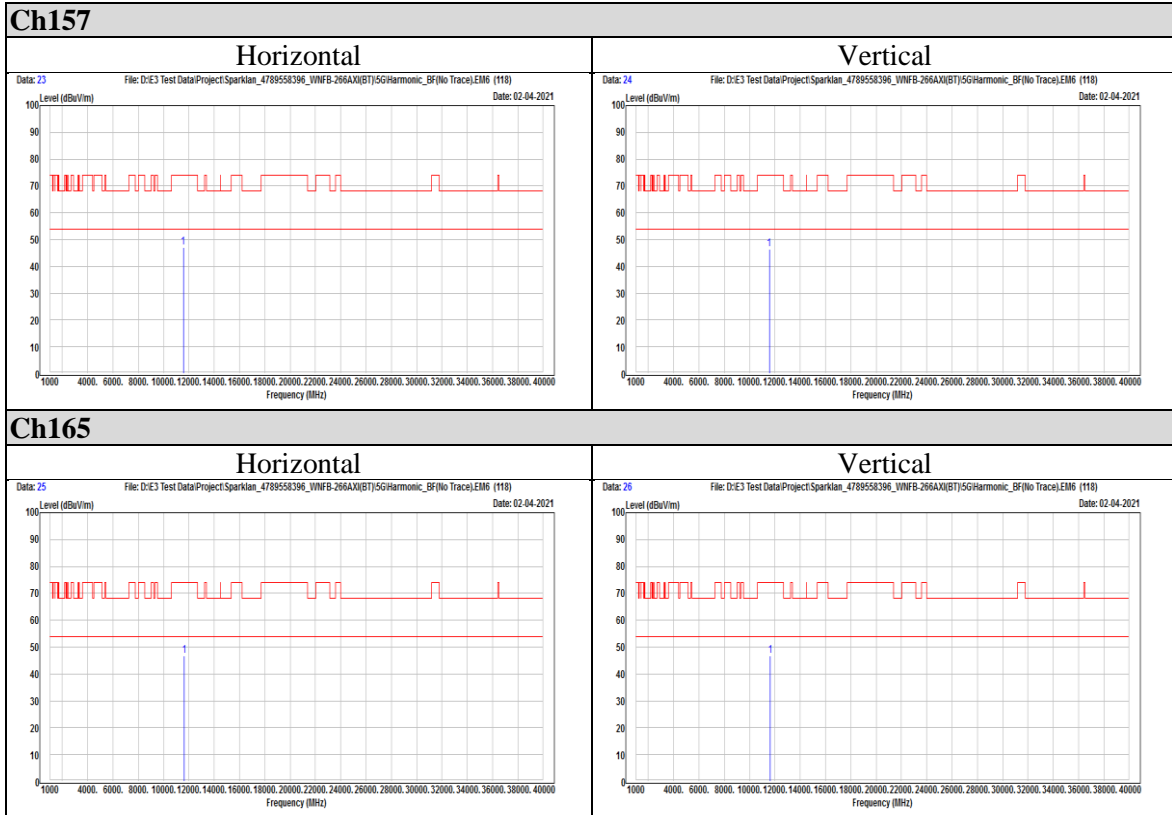 Ch157
Horizontal Vertical
Data: 23 File: D:\E3 Test Data\Project\Sparklan_4789558396_WNFB-266AXI(BT)\5G\Harmonic_BF(No Trace).EM6 (118)
Level (dBuV/m) Date: 02-04-2021
100
90
80
70
60
50
40
30
20
10
0
1
1000 4000. 6000. 8000. 10000. 12000. 14000. 16000. 18000. 20000. 22000. 24000. 26000. 28000. 30000. 32000. 34000. 36000. 38000. 40000
Frequency (MHz)
Data: 24 File: D:\E3 Test Data\Project\Sparklan_4789558396_WNFB-266AXI(BT)\5G\Harmonic_BF(No Trace).EM6 (118)
Level (dBuV/m) Date: 02-04-2021
100
90
80
70
60
50
40
30
20
10
0
1
1000 4000. 6000. 8000. 10000. 12000. 14000. 16000. 18000. 20000. 22000. 24000. 26000. 28000. 30000. 32000. 34000. 36000. 38000. 40000
Frequency (MHz)
Ch165
Horizontal Vertical
Data: 25 File: D:\E3 Test Data\Project\Sparklan_4789558396_WNFB-266AXI(BT)\5G\Harmonic_BF(No Trace).EM6 (118)
Level (dBuV/m) Date: 02-04-2021
100
90
80
70
60
50
40
30
20
10
0
1
1000 4000. 6000. 8000. 10000. 12000. 14000. 16000. 18000. 20000. 22000. 24000. 26000. 28000. 30000. 32000. 34000. 36000. 38000. 40000
Frequency (MHz)
Data: 26 File: D:\E3 Test Data\Project\Sparklan_4789558396_WNFB-266AXI(BT)\5G\Harmonic_BF(No Trace).EM6 (118)
Level (dBuV/m) Date: 02-04-2021
100
90
80
70
60
50
40
30
20
10
0
1
1000 4000. 6000. 8000. 10000. 12000. 14000. 16000. 18000. 20000. 22000. 24000. 26000. 28000. 30000. 32000. 34000. 36000. 38000. 40000
Frequency (MHz)